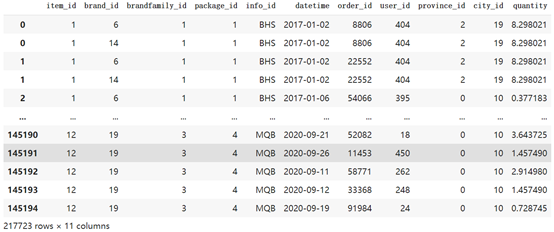 item_id brand_id brandfamily_id package_id info_id datetime order_id user_id province_id city_id quantity
0 1 6 1 1 BHS 2017-01-02 8806 404 2 19 8.298021
0 1 14 1 1 BHS 2017-01-02 8806 404 2 19 8.298021
1 1 6 1 1 BHS 2017-01-02 22552 404 2 19 8.298021
1 1 14 1 1 BHS 2017-01-02 22552 404 2 19 8.298021
2 1 6 1 1 BHS 2017-01-06 54066 395 0 10 0.377183
... ... ... ... ... ... ... ... ... ... ... ...
145190 12 19 3 4 MQB 2020-09-21 52082 18 0 10 3.643725
145191 12 19 3 4 MQB 2020-09-26 11453 450 0 10 1.457490
145192 12 19 3 4 MQB 2020-09-11 58771 262 0 10 2.914980
145193 12 19 3 4 MQB 2020-09-12 33368 248 0 10 1.457490
145194 12 19 3 4 MQB 2020-09-19 91984 24 0 10 0.728745
217723 rows × 11 columns